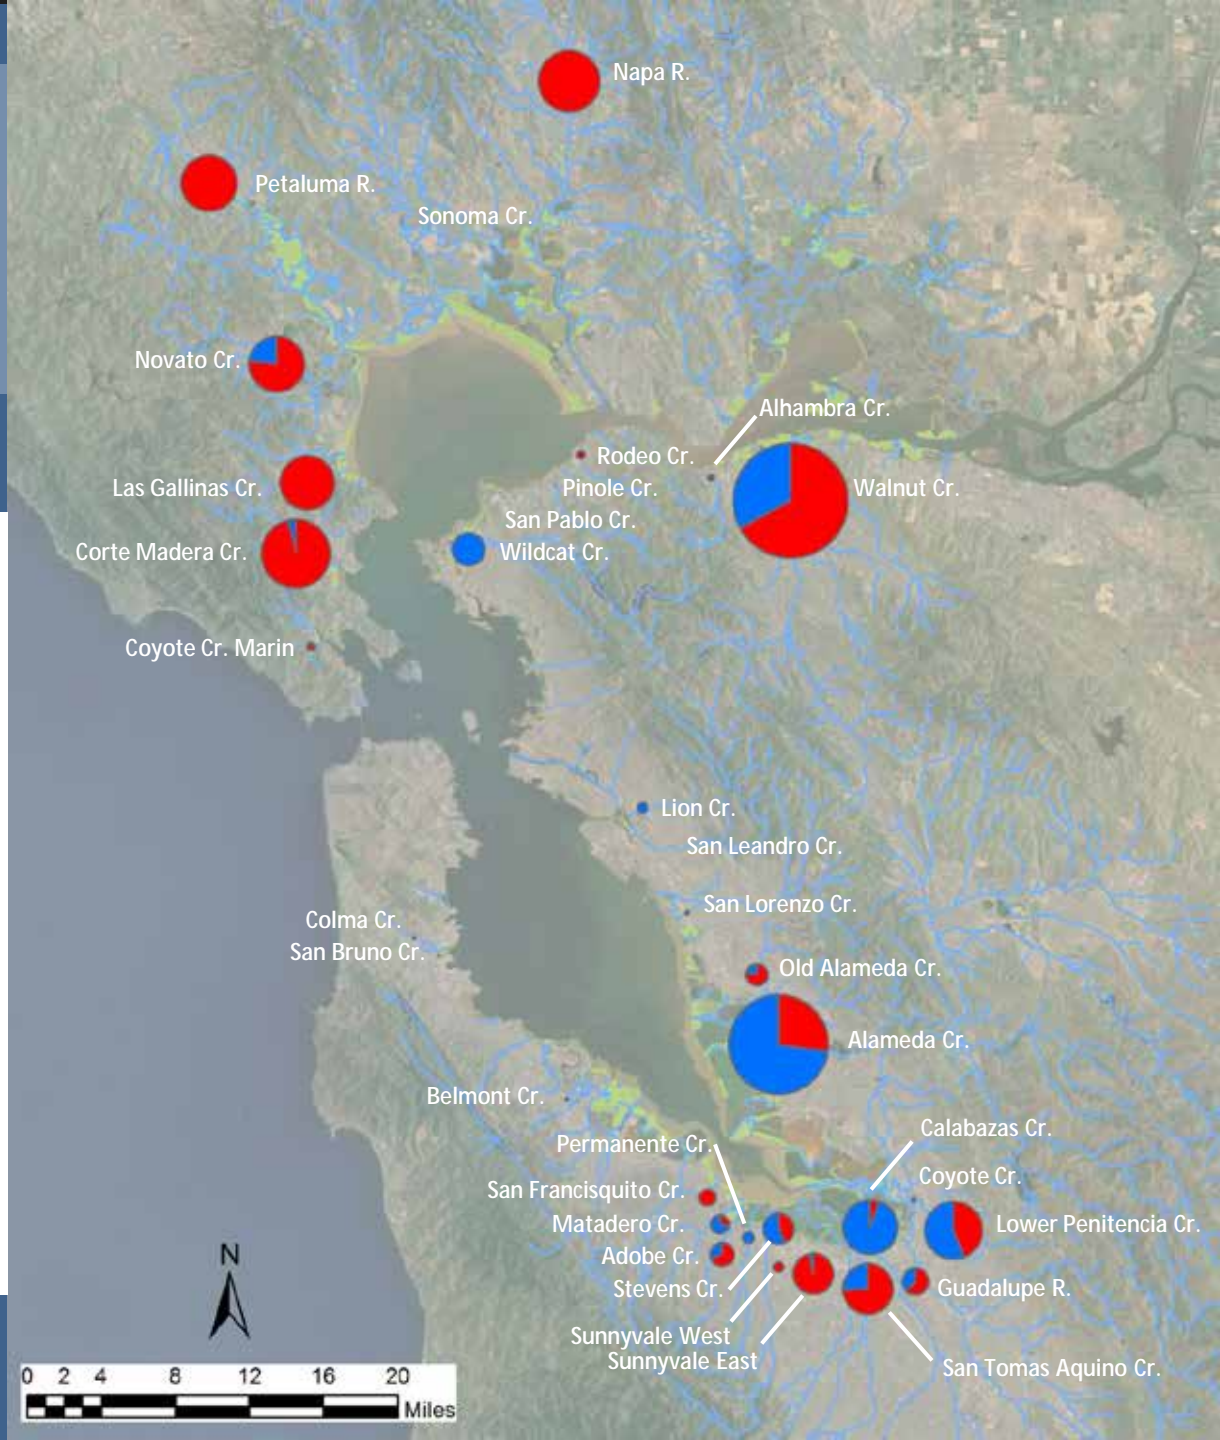 Napa R.
Petaluma R.
Sonoma Cr.
Novato Cr.
Alhambra Cr.
Rodeo Cr.
Las Gallinas Cr.
Pinole Cr.
Walnut Cr.
San Pablo Cr.
Corte Madera Cr.
Wildcat Cr.
Coyote Cr. Marin
Lion Cr.
San Leandro Cr.
San Lorenzo Cr.
Colma Cr.
San Bruno Cr.
Old Alameda Cr.
Alameda Cr.
Belmont Cr.
Calabazas Cr.
Permanente Cr.
Coyote Cr.
San Francisquito Cr.
Matadero Cr.
Lower Penitencia Cr.
Adobe Cr.
Stevens Cr.
Guadalupe R.
Sunnyvale West
Sunnyvale East
San Tomas Aquino Cr.
N
0 2 4 8 12 16 20
Miles